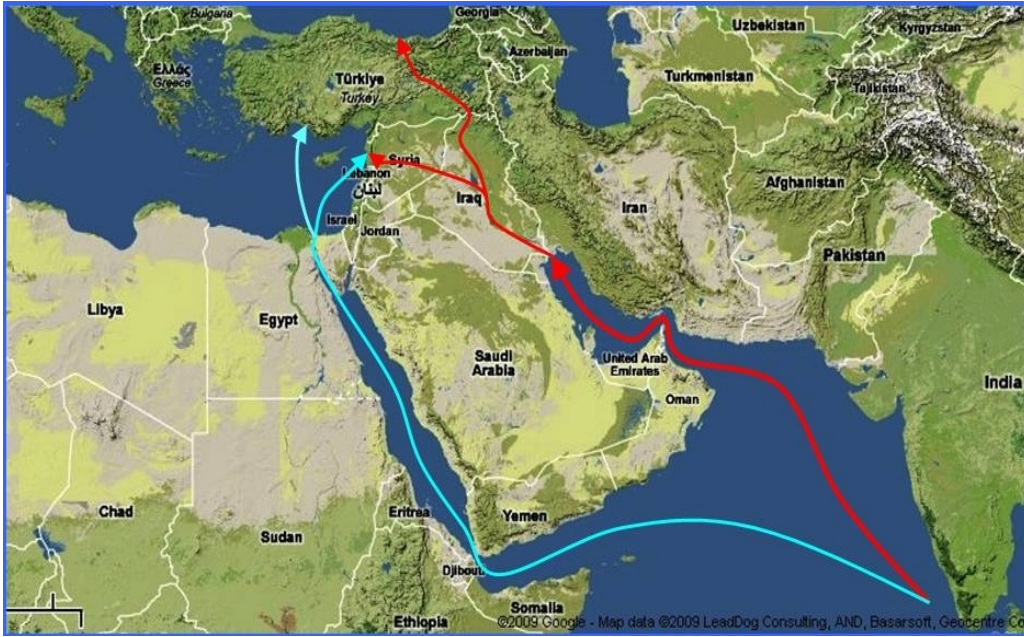 Bulgaria
Georgia
Uzbekistan
Kyrgyzstan
Ελλάς
Greece
Türkiye
Turkey
Azerbaijan
Turkmenistan
Tajikistan
Syria
Lebanon
لبنان
Iraq
Iran
Afghanistan
Israel
Jordan
Pakistan
Libya
Egypt
Saudi
Arabia
United Arab
Emirates
Oman
India
Chad
Sudan
Eritrea
Yemen
Djibouti
Somalia
Ethiopia
©2009 Google - Map data ©2009 LeadDog Consulting, AND, Basarsoft, Geocentre Co